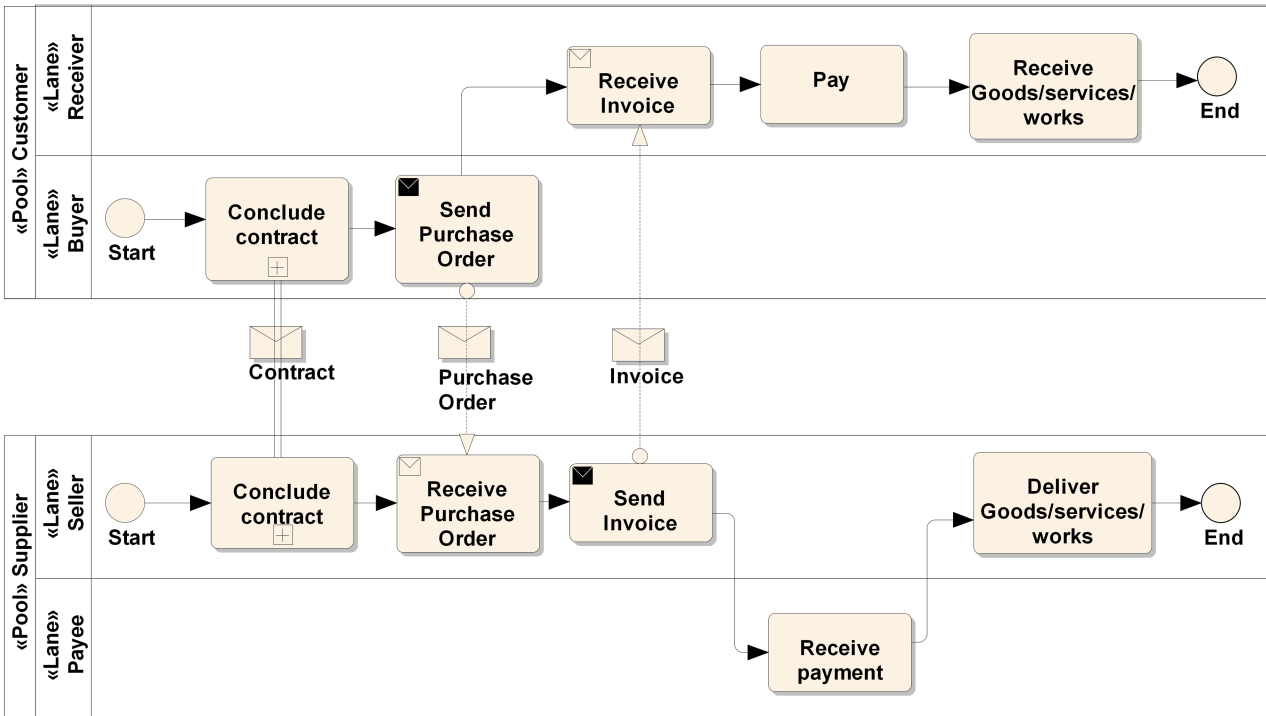 «Pool» Customer
«Lane»
Receiver
Receive
Invoice
Pay
Receive
Goods/services/
works
End
«Lane»
Buyer
Start
Conclude
contract
Send
Purchase
Order
Contract
Purchase
Order
Invoice
«Pool» Supplier
«Lane»
Seller
Start
Conclude
contract
Receive
Purchase
Order
Send
Invoice
Deliver
Goods/services/
works
End
«Lane»
Payee
Receive
payment